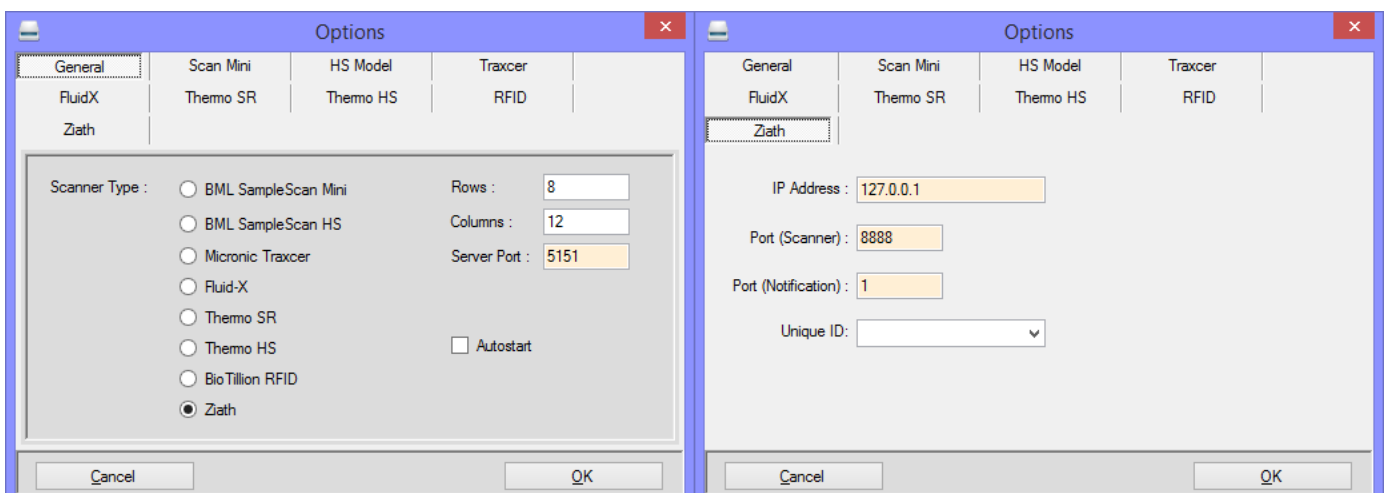 Options
General Scan Mini HS Model Traxcer
FluidX Thermo SR Thermo HS RFID
Ziath
Scanner Type : BML SampleScan Mini Rows : 8
BML SampleScan HS Columns : 12
Micronic Traxcer Server Port : 5151
Fluid-X
Thermo SR
Thermo HS Autostart
BioTillion RFID
Ziath
Cancel OK
Options
General Scan Mini HS Model Traxcer
FluidX Thermo SR Thermo HS RFID
Ziath
IP Address : 127.0.0.1
Port (Scanner) : 8888
Port (Notification) : 1
Unique ID:
Cancel OK